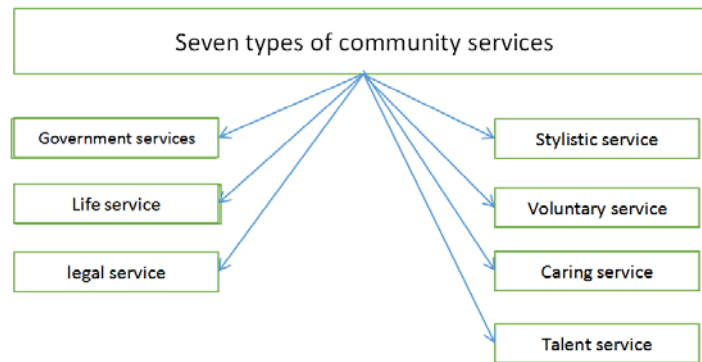 Seven types of community services
Government services
Life service
legal service
Stylistic service
Voluntary service
Caring service
Talent service